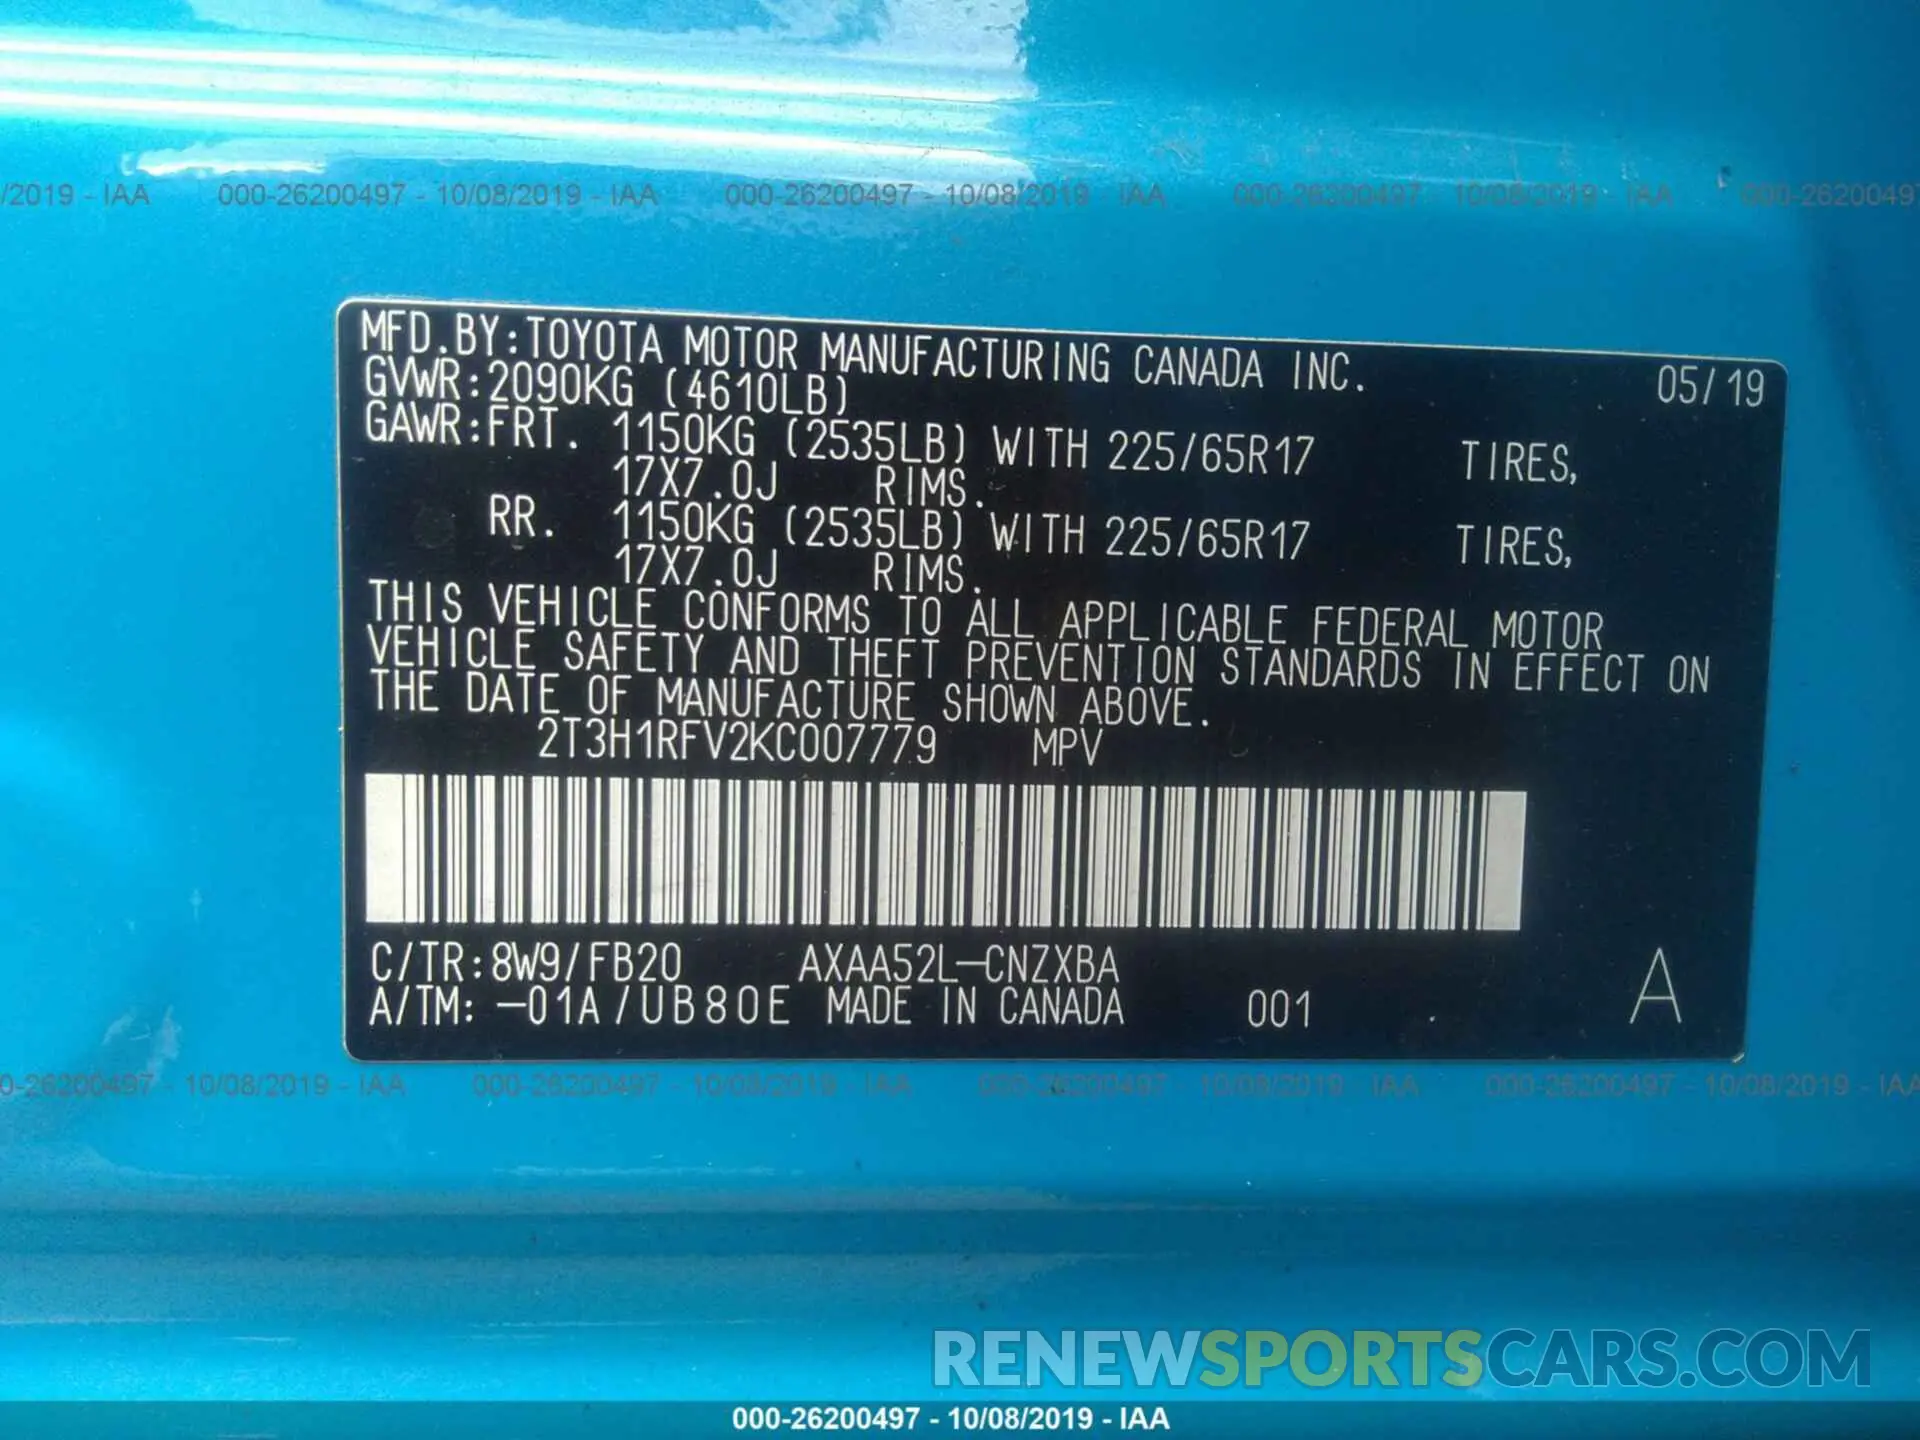 /2019 - IAA 000-26200497 - 10/08/2019 - IAA 000-26200497 - 10/08/2019 - IAA 000-26200497 - 10/08/2019 - IAA 000-2620049
MFD.BY:TOYOTA MOTOR MANUFACTURING CANADA INC. 05/19
GVWR:2090KG (4610LB)
GAWR:FRT. 1150KG (2535LB) WITH 225/65R17 TIRES,
17X7.0J RIMS.
RR. 1150KG (2535LB) WITH 225/65R17 TIRES,
17X7.0J RIMS.
THIS VEHICLE CONFORMS TO ALL APPLICABLE FEDERAL MOTOR
VEHICLE SAFETY AND THEFT PREVENTION STANDARDS IN EFFECT ON
THE DATE OF MANUFACTURE SHOWN ABOVE.
2T3H1RFV2KC007779 MPV
C/TR:8W9/FB20 AXAA52L-CNZXBA
A/TM:-01A/UB80E MADE IN CANADA 001 A
0-26200497 - 10/08/2019 - IAA 000-26200497 - 10/08/2019 - IAA 000-26200497 - 10/08/2019 - IAA 000-26200497 - 10/08/2019 - IAA
RENEWSPORTSCARS.COM
000-26200497 - 10/08/2019 - IAA